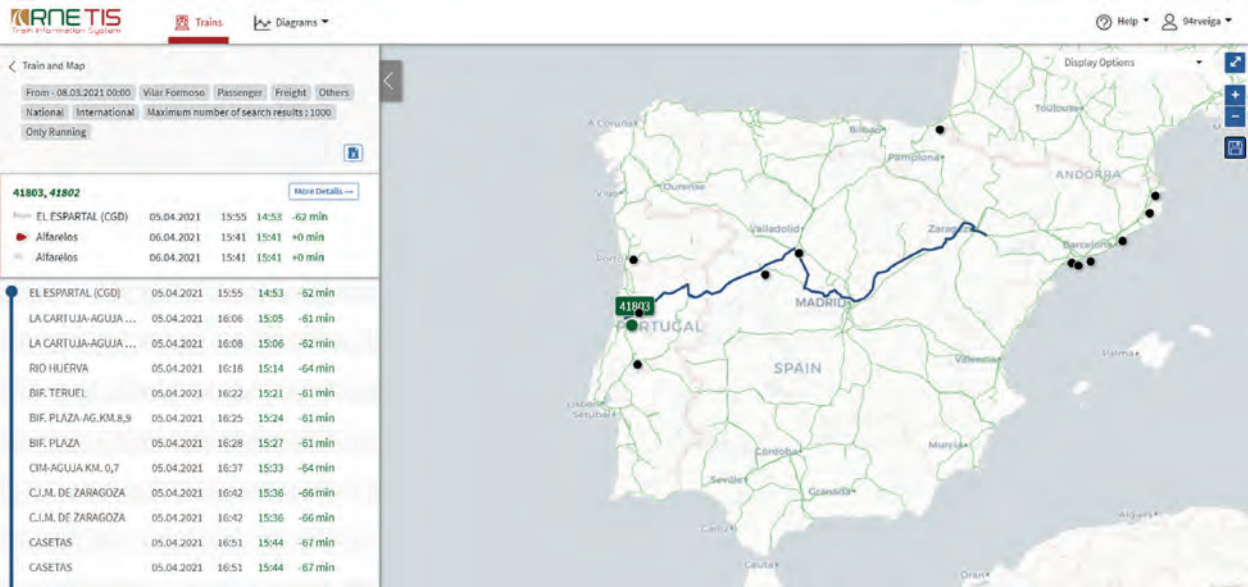 RNE TIS
Train Information System
Trains
Diagrams
Help
94rveiga
Train and Map
From - 08.03.2021 00:00 Vilar Formoso Passenger Freight Others
National International Maximum number of search results : 1000
Only Running
41803, 41802
More Details
From EL ESPARTAL (CGD) 05.04.2021 15:55 14:53 -62 min
Alfarelos 06.04.2021 15:41 15:41 +0 min
Alfarelos 06.04.2021 15:41 15:41 +0 min
EL ESPARTAL (CGD) 05.04.2021 15:55 14:53 -62 min
LA CARTUJA-AGUJA ... 05.04.2021 16:06 15:05 -61 min
LA CARTUJA-AGUJA ... 05.04.2021 16:08 15:06 -62 min
RIO HUERVA 05.04.2021 16:18 15:14 -64 min
BIF. TERUEL 05.04.2021 16:22 15:21 -61 min
BIF. PLAZA-AG.KM.8,9 05.04.2021 16:25 15:24 -61 min
BIF. PLAZA 05.04.2021 16:28 15:27 -61 min
CIM-AGUJA KM. 0,7 05.04.2021 16:37 15:33 -64 min
C.I.M. DE ZARAGOZA 05.04.2021 16:42 15:36 -66 min
C.I.M. DE ZARAGOZA 05.04.2021 16:42 15:36 -66 min
CASETAS 05.04.2021 16:51 15:44 -67 min
CASETAS 05.04.2021 16:51 15:44 -67 min
Display Options
+
-
Toulouse
A Coruña
Bilbao
Pamplona
ANDORRA
Vigo
Ourense
Valladolid
Zaragoza
Barcelona
Porto
41803
MADRID
PORTUGAL
SPAIN
Valencia
Palma
Lisbon
Setúbal
Murcia
Córdoba
Seville
Granada
Cádiz
Algiers
Ceuta
Oran